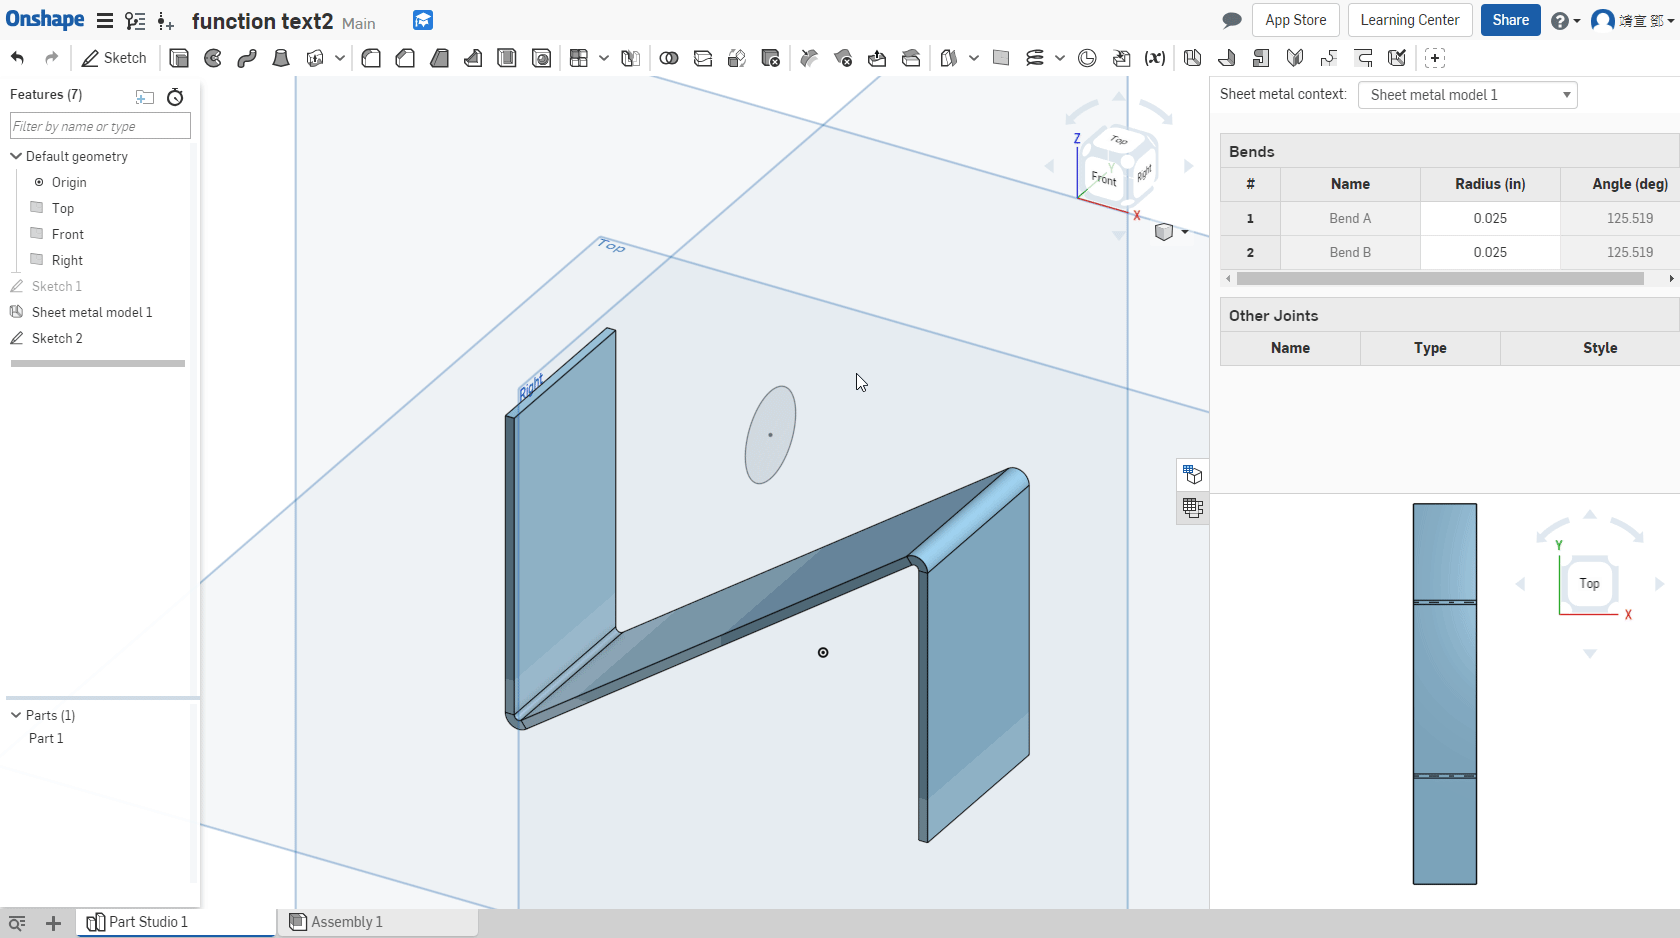 Onshape function text2 Main App Store Learning Center Share 靖宣 鄧
Sketch (x)
Features (7)
Filter by name or type
Default geometry
Origin
Top
Front
Right
Sketch 1
Sheet metal model 1
Sketch 2
Parts (1)
Part 1
Top
Right
Z
Top
Y
Front
Right
X
Sheet metal context: Sheet metal model 1
Bends
# Name Radius (in) Angle (deg)
1 Bend A 0.025 125.519
2 Bend B 0.025 125.519
Other Joints
Name Type Style
Y
Top
X
Part Studio 1 Assembly 1